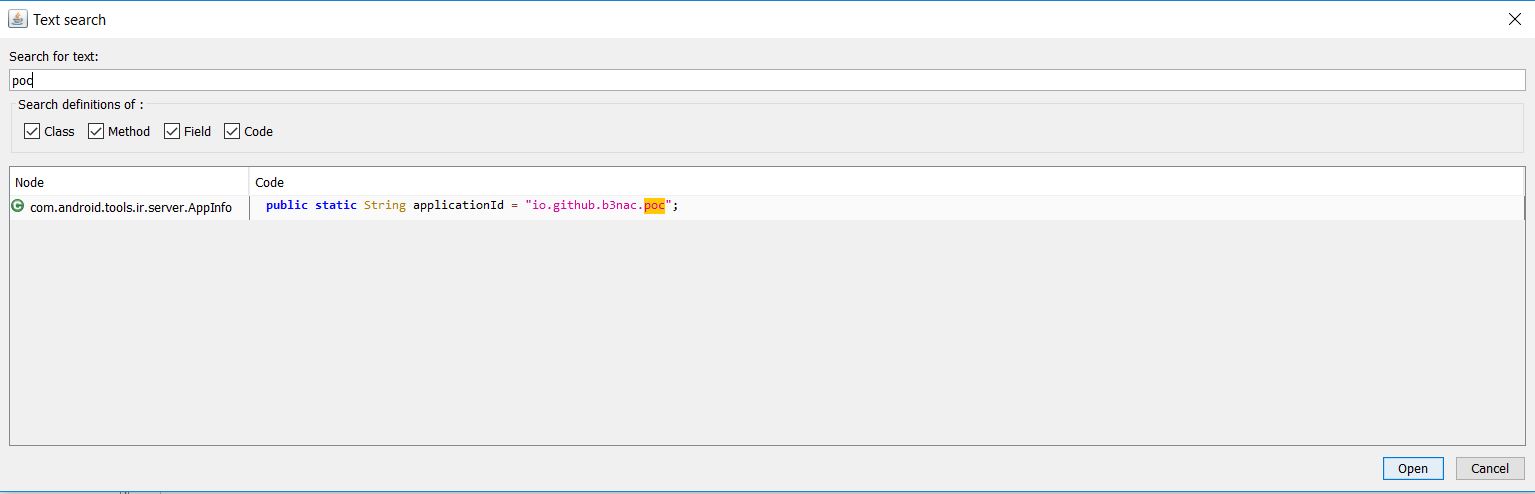 Text search
Search for text:
poc
Search definitions of :
Class Method Field Code
Node Code
com.android.tools.ir.server.AppInfo public static String applicationId = "io.github.b3nac.poc";
Open Cancel